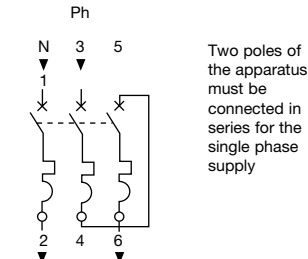 Ph
N 3 5
1
2 4 6
Two poles of
the apparatus
must be
connected in
series for the
single phase
supply